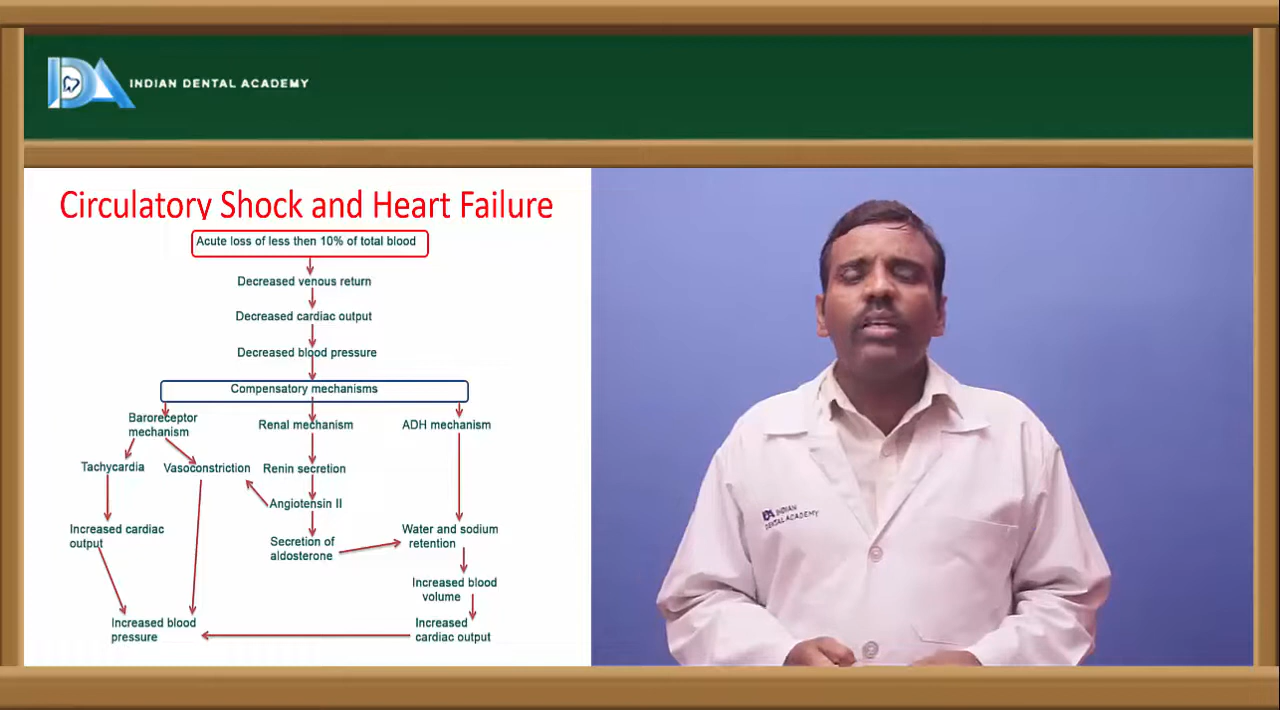 INDIAN DENTAL ACADEMY
Circulatory Shock and Heart Failure
Acute loss of less then 10% of total blood
Decreased venous return
Decreased cardiac output
Decreased blood pressure
Compensatory mechanisms
Baroreceptor
mechanism
Renal mechanism
ADH mechanism
Tachycardia
Vasoconstriction
Renin secretion
Angiotensin II
Increased cardiac
output
Secretion of
aldosterone
Water and sodium
retention
Increased blood
volume
Increased blood
pressure
Increased
cardiac output
INDIAN
DENTAL ACADEMY